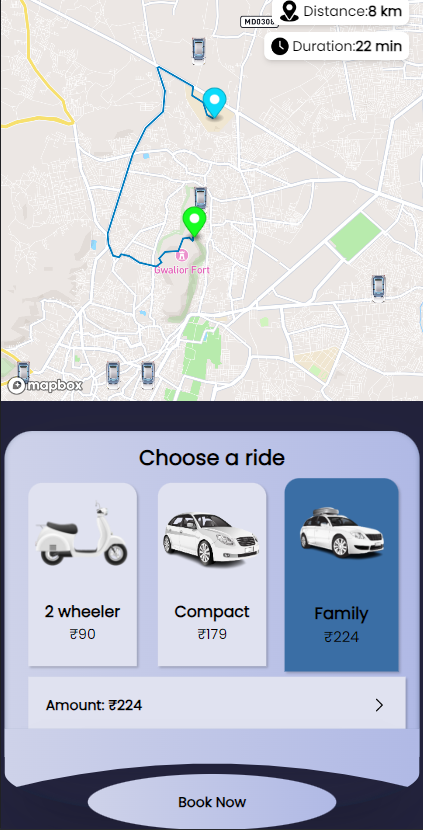 Distance:8 km
Duration:22 min
Gwalior Fort
mapbox
Choose a ride
2 wheeler
Compact
Family
₹90
₹179
₹224
Amount: ₹224
Book Now